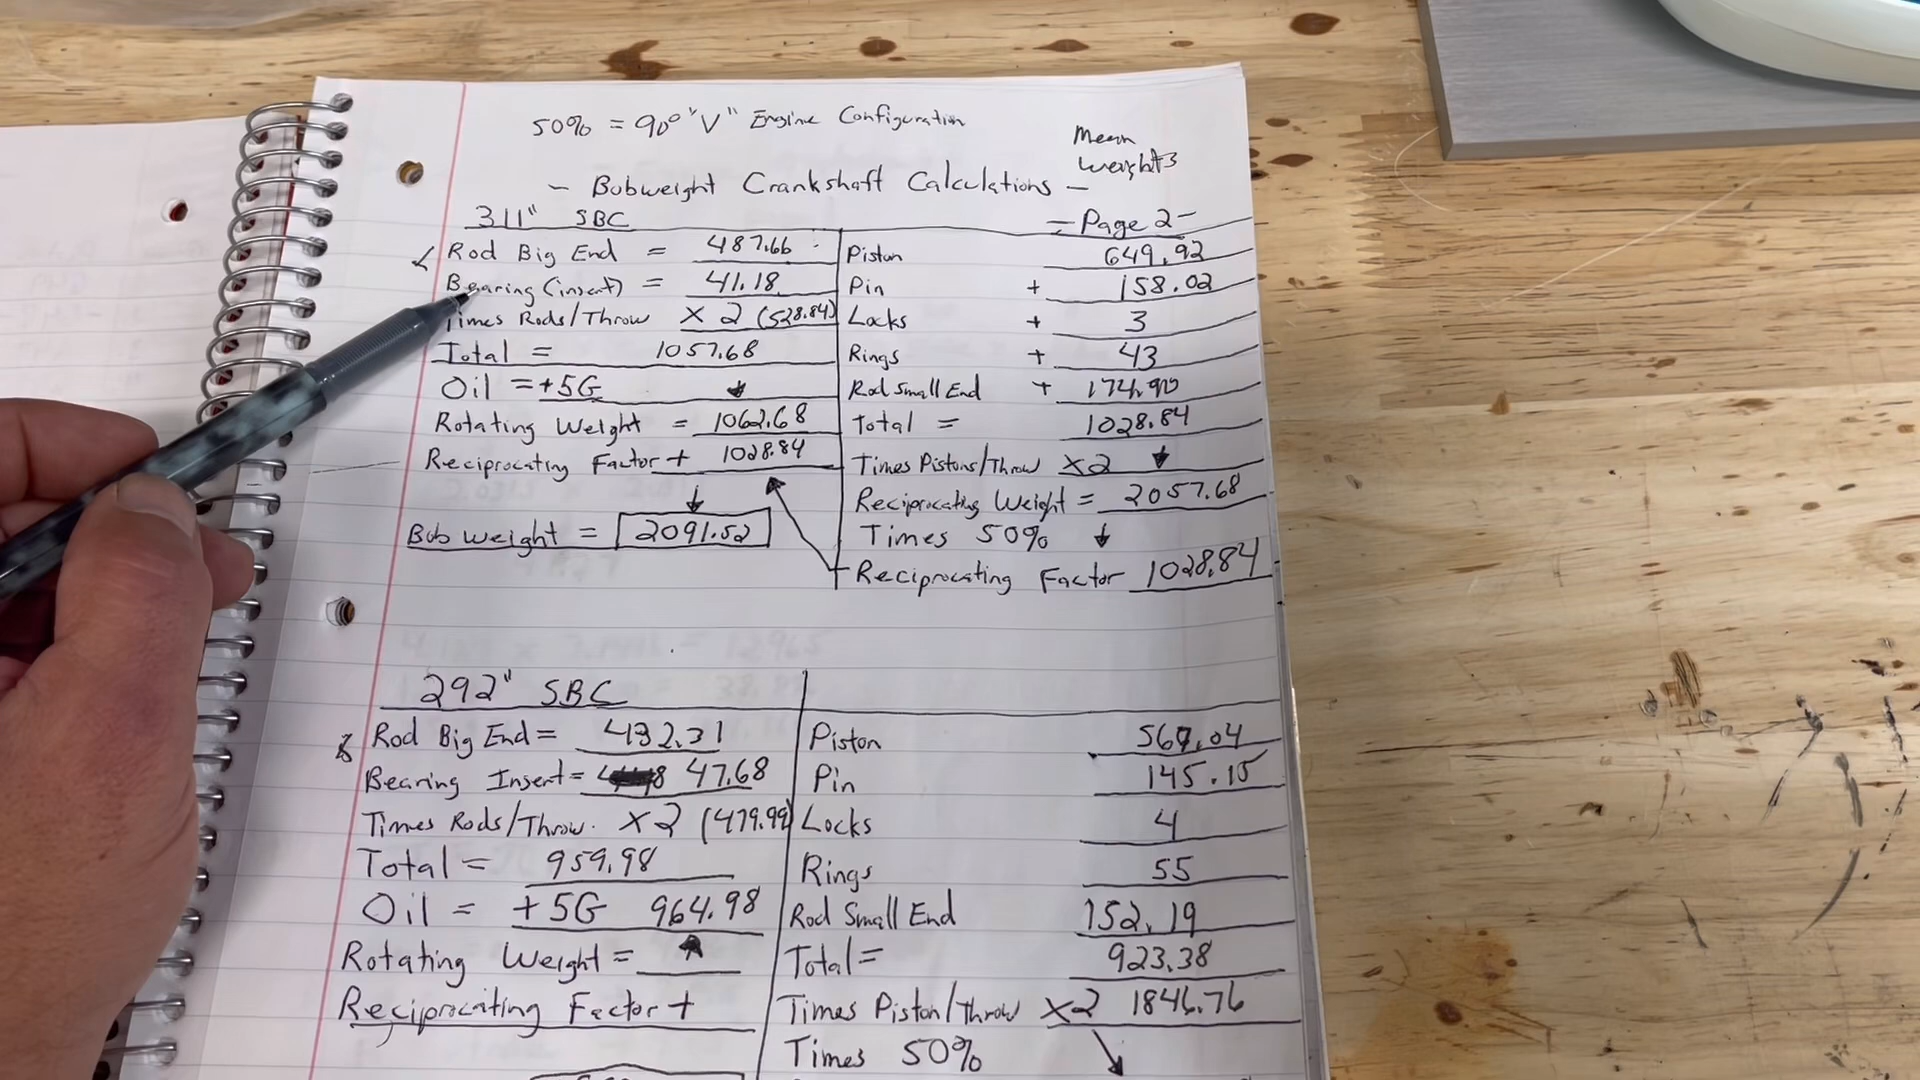 50% = 90° "V" Engine Configuration
Mean Weights
- Bobweight Crankshaft Calculations -
311" SBC
- Page 2 -
Rod Big End = 487.66
Bearing (insert) = 41.18
Times Rods/Throw X 2 (528.84)
Total = 1057.68
Oil = +5G
Rotating Weight = 1062.68
Reciprocating Factor + 1028.84
Bob weight = 2091.52
Piston 649.92
Pin + 158.02
Locks + 3
Rings + 43
Rod Small End + 174.90
Total = 1028.84
Times Pistons/Throw X2
Reciprocating Weight = 2057.68
Times 50%
Reciprocating Factor 1028.84
292" SBC
Rod Big End = 432.31
Bearing Insert = 47.68
Times Rods/Throw. X2 (479.99)
Total = 959.98
Oil = +5G 964.98
Rotating Weight =
Reciprocating Factor +
Piston 567.04
Pin 145.15
Locks 4
Rings 55
Rod Small End 152.19
Total = 923.38
Times Piston/Throw X2 1846.76
Times 50%